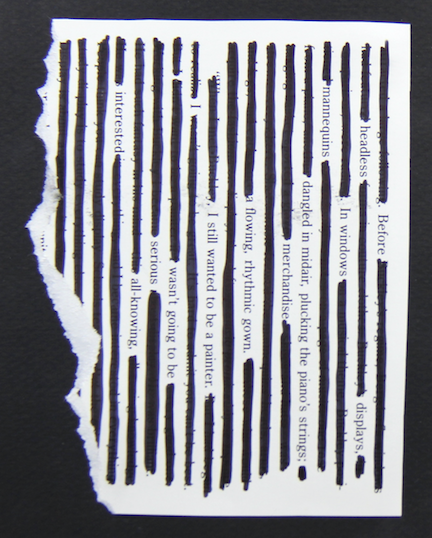 Before
headless displays,
In windows
mannequins
dangled in midair, plucking the piano's strings;
merchandise
a flowing, rhythmic gown.
I still wanted to be a painter.
I
wasn't going to be
serious
all-knowing,
interested